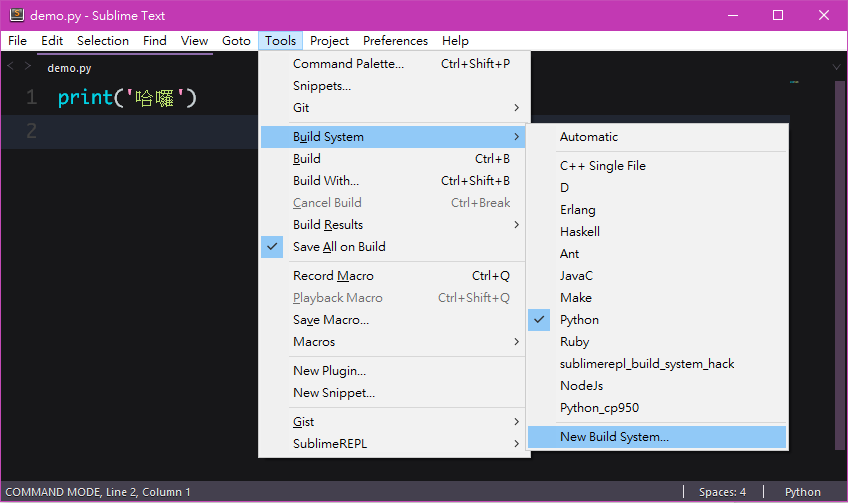 demo.py - Sublime Text
File Edit Selection Find View Goto Tools Project Preferences Help
demo.py
1 print('哈囉')
2
Command Palette... Ctrl+Shift+P
Snippets...
Git
Build System
Build Ctrl+B
Build With... Ctrl+Shift+B
Cancel Build Ctrl+Break
Build Results
Save All on Build
Record Macro Ctrl+Q
Playback Macro Ctrl+Shift+Q
Save Macro...
Macros
New Plugin...
New Snippet...
Gist
SublimeREPL
Automatic
C++ Single File
D
Erlang
Haskell
Ant
JavaC
Make
Python
Ruby
sublimerepl_build_system_hack
NodeJs
Python_cp950
New Build System...
COMMAND MODE, Line 2, Column 1 Spaces: 4 Python